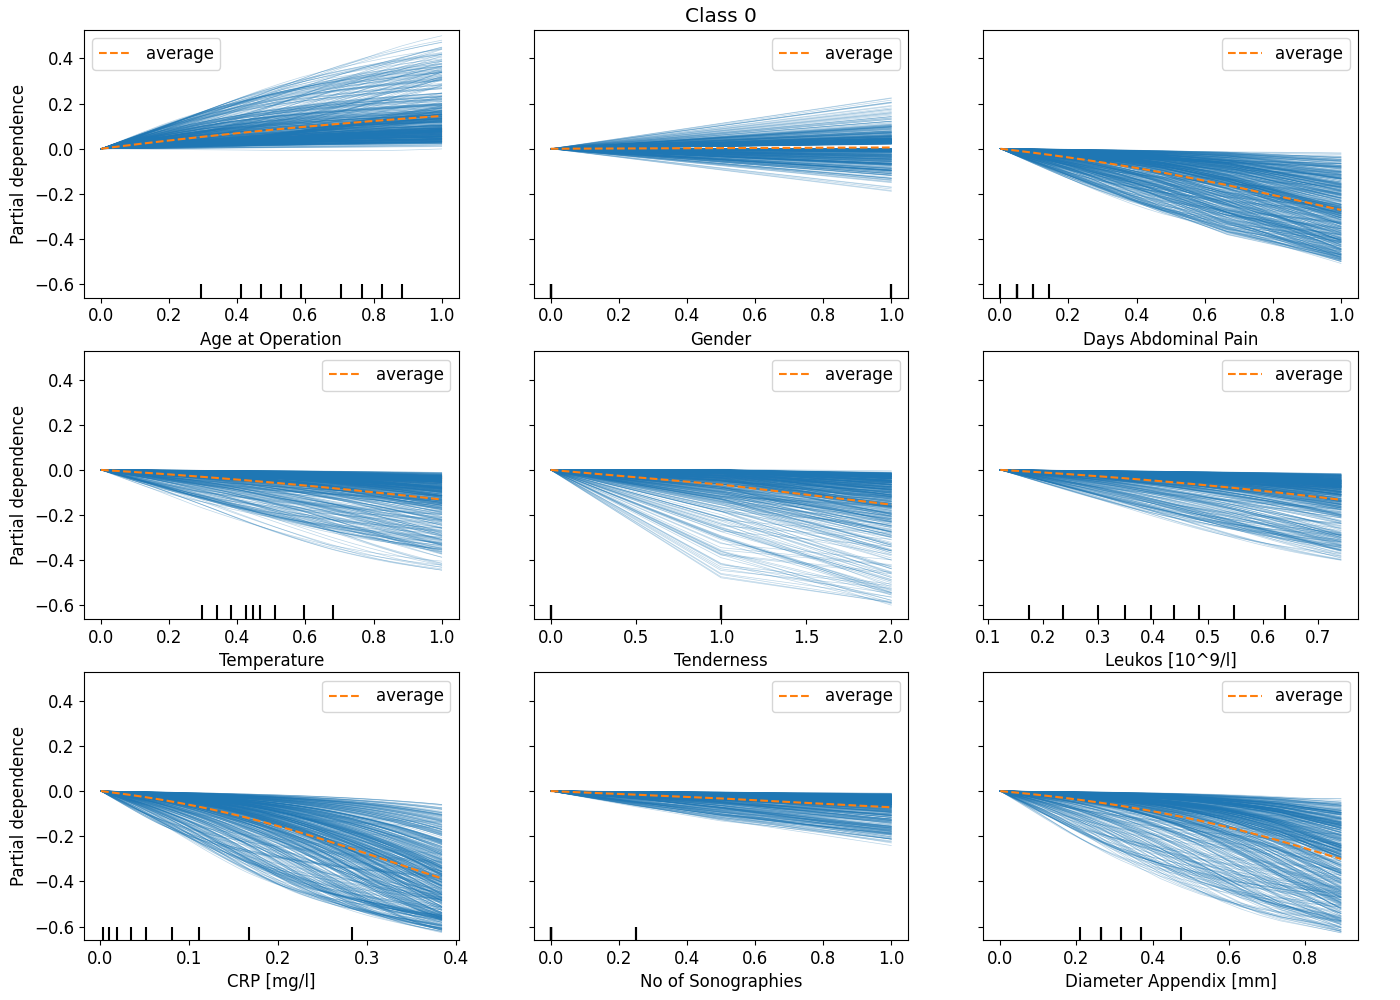 Class 0
average average average
Partial dependence
0.4
0.2
0.0
−0.2
−0.4
−0.6
0.0 0.2 0.4 0.6 0.8 1.0
Age at Operation
0.0 0.2 0.4 0.6 0.8 1.0
Gender
0.0 0.2 0.4 0.6 0.8 1.0
Days Abdominal Pain
average average average
Partial dependence
0.4
0.2
0.0
−0.2
−0.4
−0.6
0.0 0.2 0.4 0.6 0.8 1.0
Temperature
0.0 0.5 1.0 1.5 2.0
Tenderness
0.1 0.2 0.3 0.4 0.5 0.6 0.7
Leukos [10^9/l]
average average average
Partial dependence
0.4
0.2
0.0
−0.2
−0.4
−0.6
0.0 0.1 0.2 0.3 0.4
CRP [mg/l]
0.0 0.2 0.4 0.6 0.8 1.0
No of Sonographies
0.0 0.2 0.4 0.6 0.8
Diameter Appendix [mm]